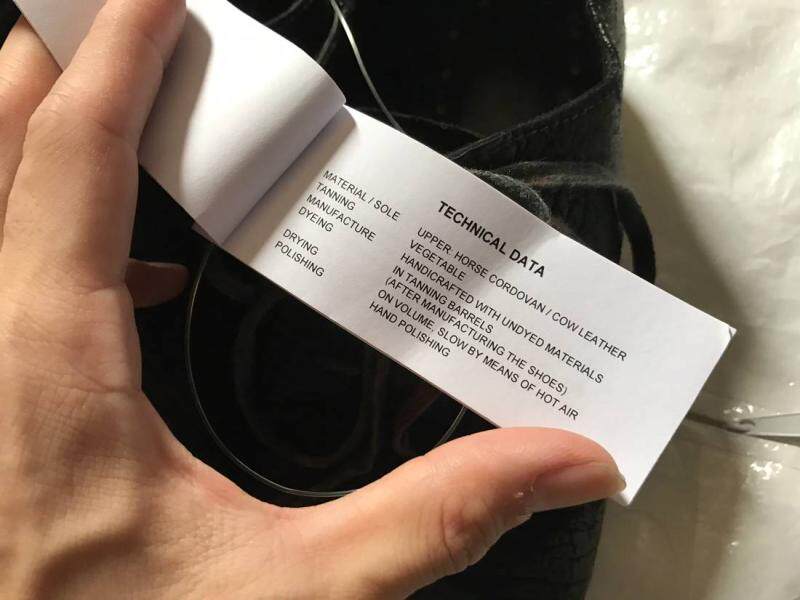 TECHNICAL DATA
MATERIAL / SOLE UPPER: HORSE CORDOVAN / COW LEATHER
TANNING VEGETABLE
MANUFACTURE HANDCRAFTED WITH UNDYED MATERIALS
DYEING IN TANNING BARRELS
(AFTER MANUFACTURING THE SHOES)
DRYING ON VOLUME, SLOW BY MEANS OF HOT AIR
POLISHING HAND POLISHING